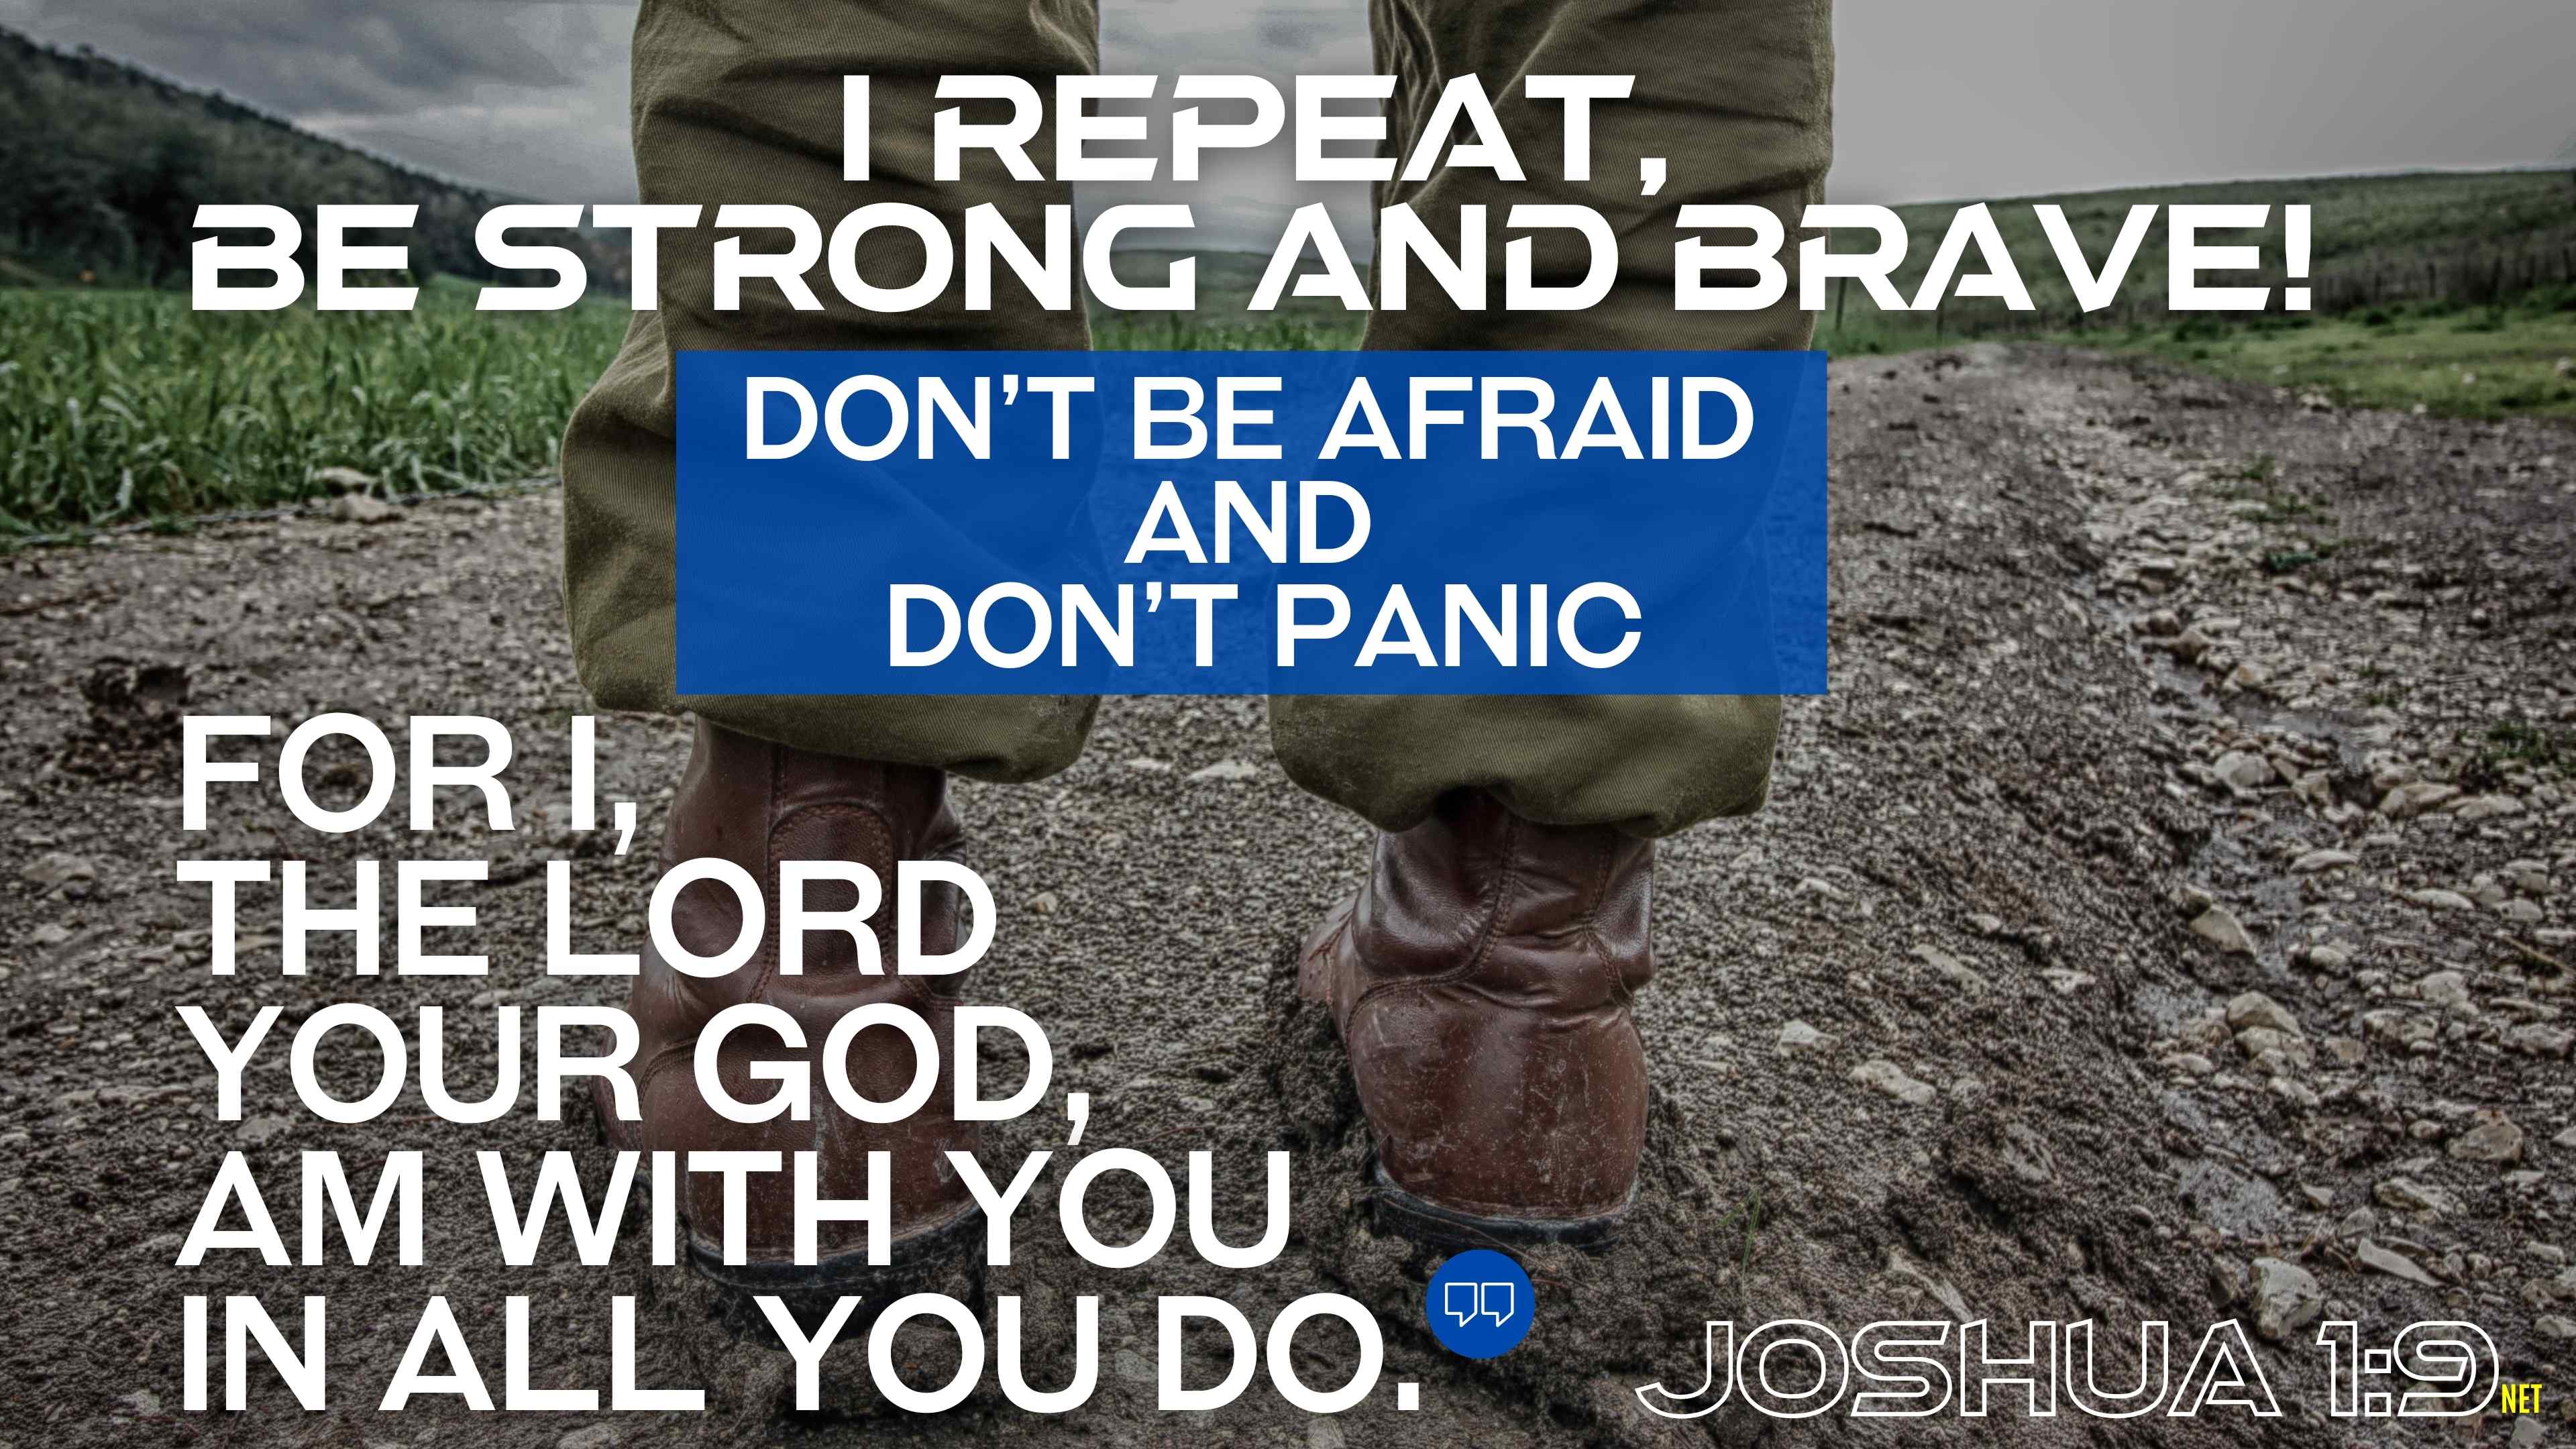 I REPEAT,
BE STRONG AND BRAVE!
DON'T BE AFRAID
AND
DON'T PANIC
FOR I,
THE LORD
YOUR GOD,
AM WITH YOU
IN ALL YOU DO.
JOSHUA 1:9 NET